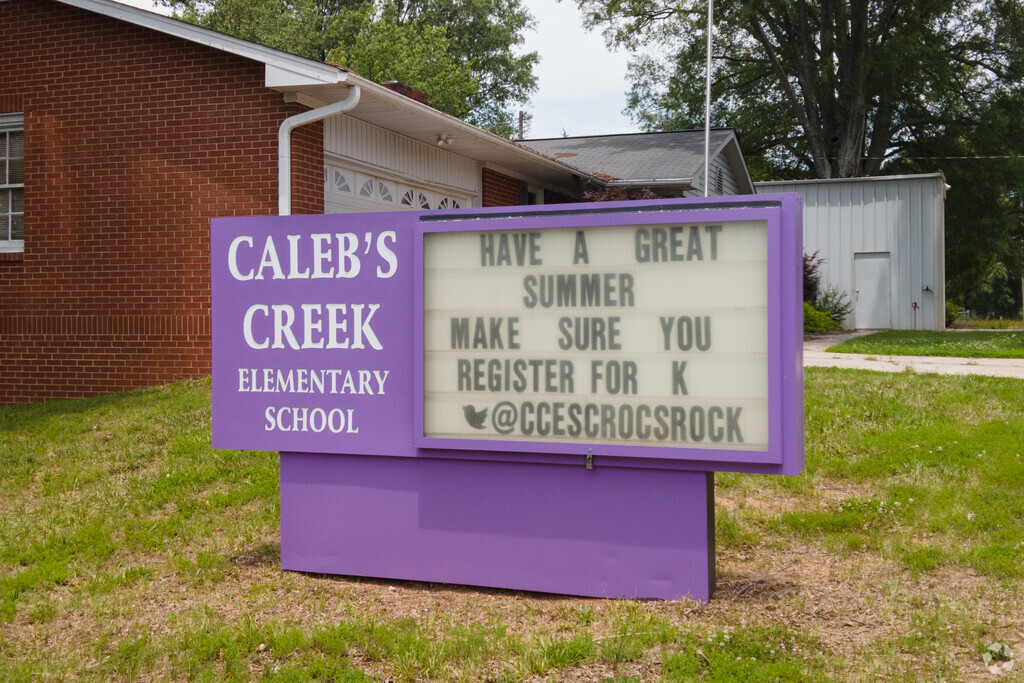 CALEB'S
CREEK
ELEMENTARY
SCHOOL
HAVE A GREAT
SUMMER
MAKE SURE YOU
REGISTER FOR K
@CCESCROCSROCK